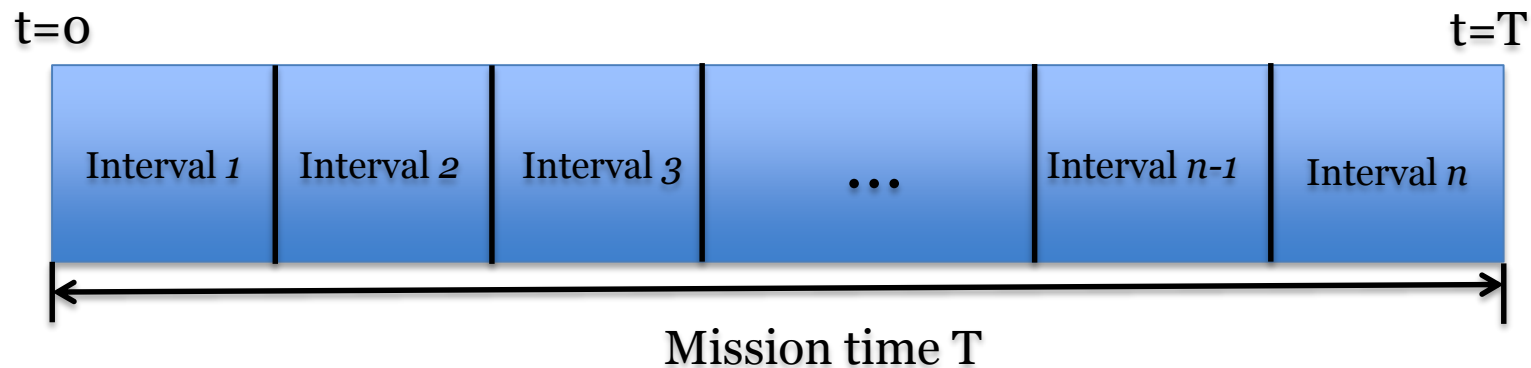 t=0
t=T
Interval 1
Interval 2
Interval 3
...
Interval n-1
Interval n
Mission time T